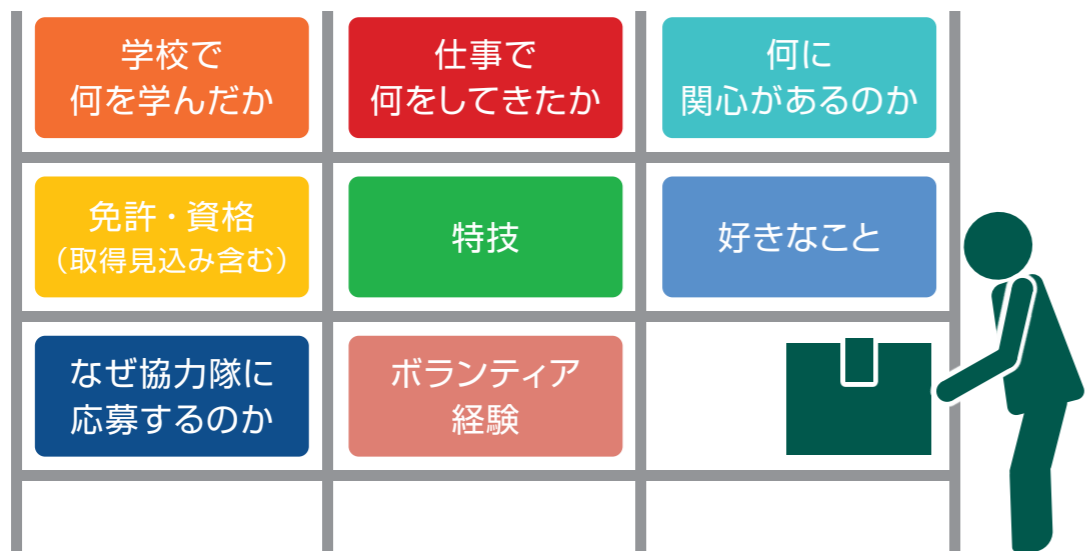 学校で
何を学んだか
仕事で
何をしてきたか
何に
関心があるのか
免許・資格
（取得見込み含む）
特技
好きなこと
なぜ協力隊に
応募するのか
ボランティア
経験